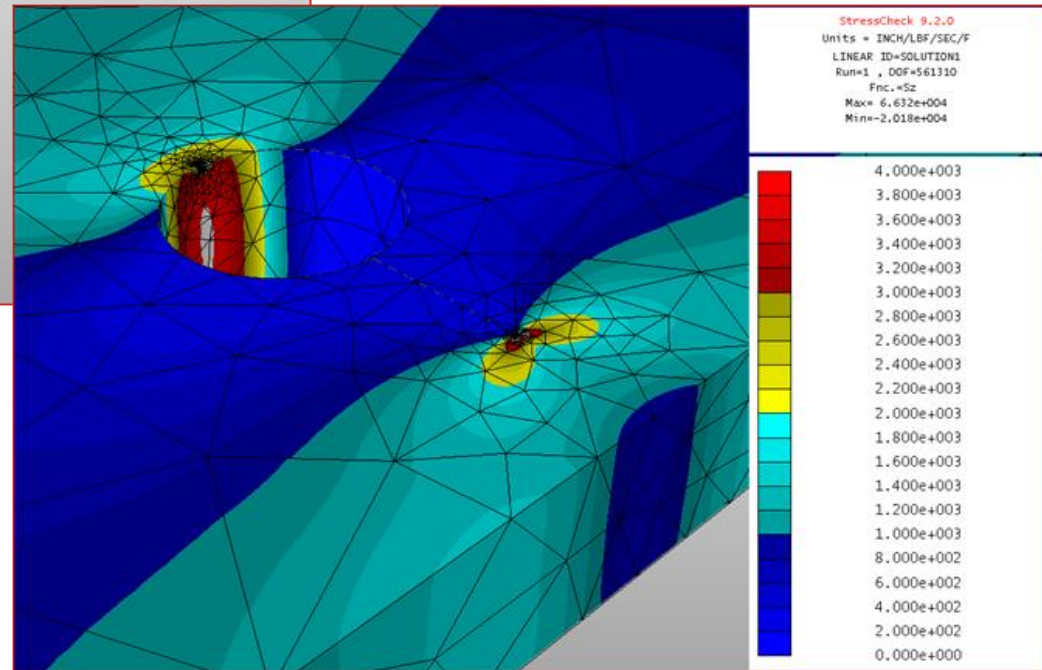 StressCheck 9.2.0
Units = INCH/LBF/SEC/F
LINEAR ID=SOLUTION1
Run=1 , DOF=561310
Fnc.=Sz
Max= 6.632e+004
Min=-2.018e+004
4.000e+003
3.800e+003
3.600e+003
3.400e+003
3.200e+003
3.000e+003
2.800e+003
2.600e+003
2.400e+003
2.200e+003
2.000e+003
1.800e+003
1.600e+003
1.400e+003
1.200e+003
1.000e+003
8.000e+002
6.000e+002
4.000e+002
2.000e+002
0.000e+000